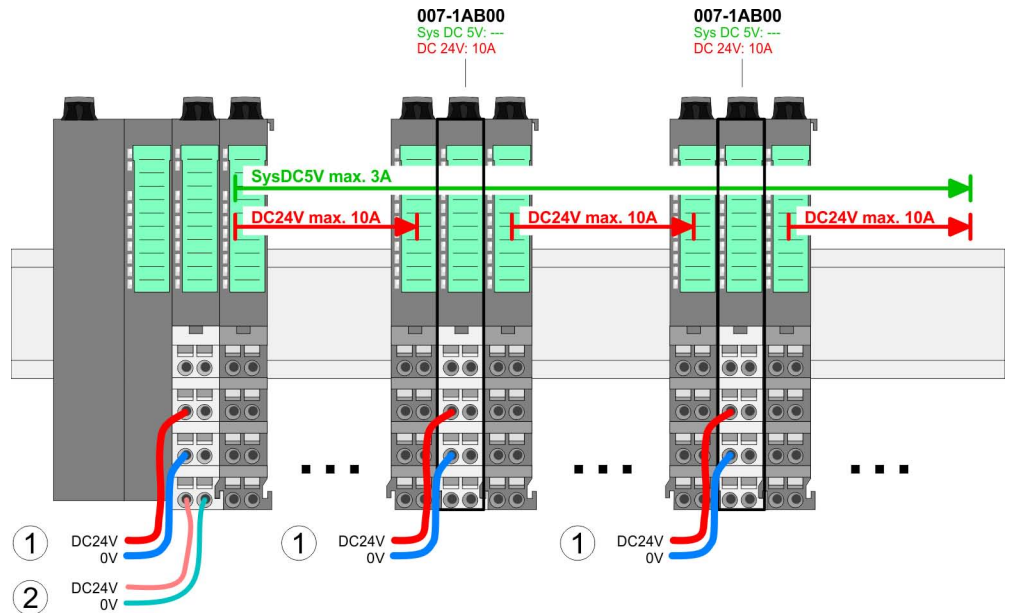 007-1AB00
Sys DC 5V: ---
DC 24V: 10A
007-1AB00
Sys DC 5V: ---
DC 24V: 10A
SysDC5V max. 3A
DC24V max. 10A
DC24V max. 10A
DC24V max. 10A
1
DC24V
0V
2
DC24V
0V
1
DC24V
0V
1
DC24V
0V